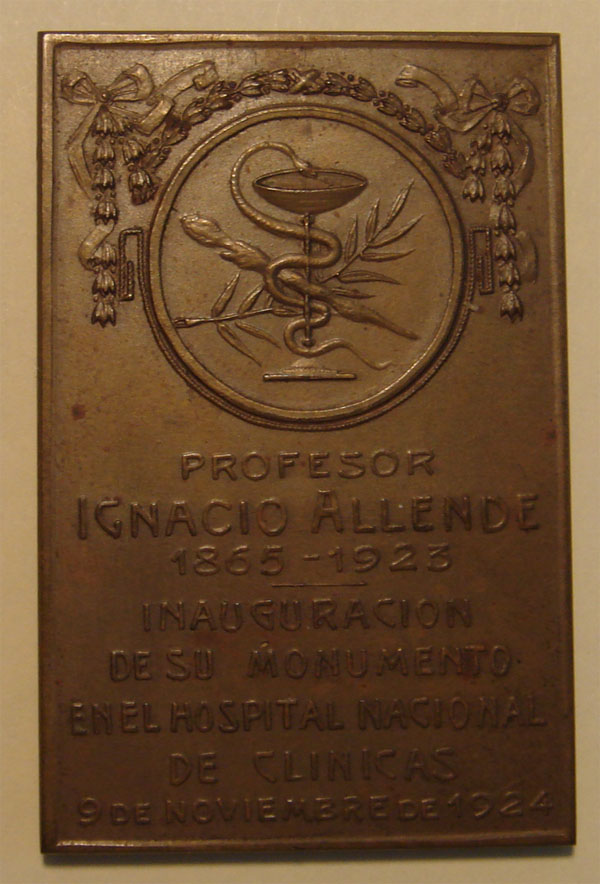 PROFESOR
IGNACIO ALLENDE
1865-1923
INAUGURACION
DE SU MONUMENTO
EN EL HOSPITAL NACIONAL
DE CLINICAS
9 DE NOVIEMBRE DE 1924